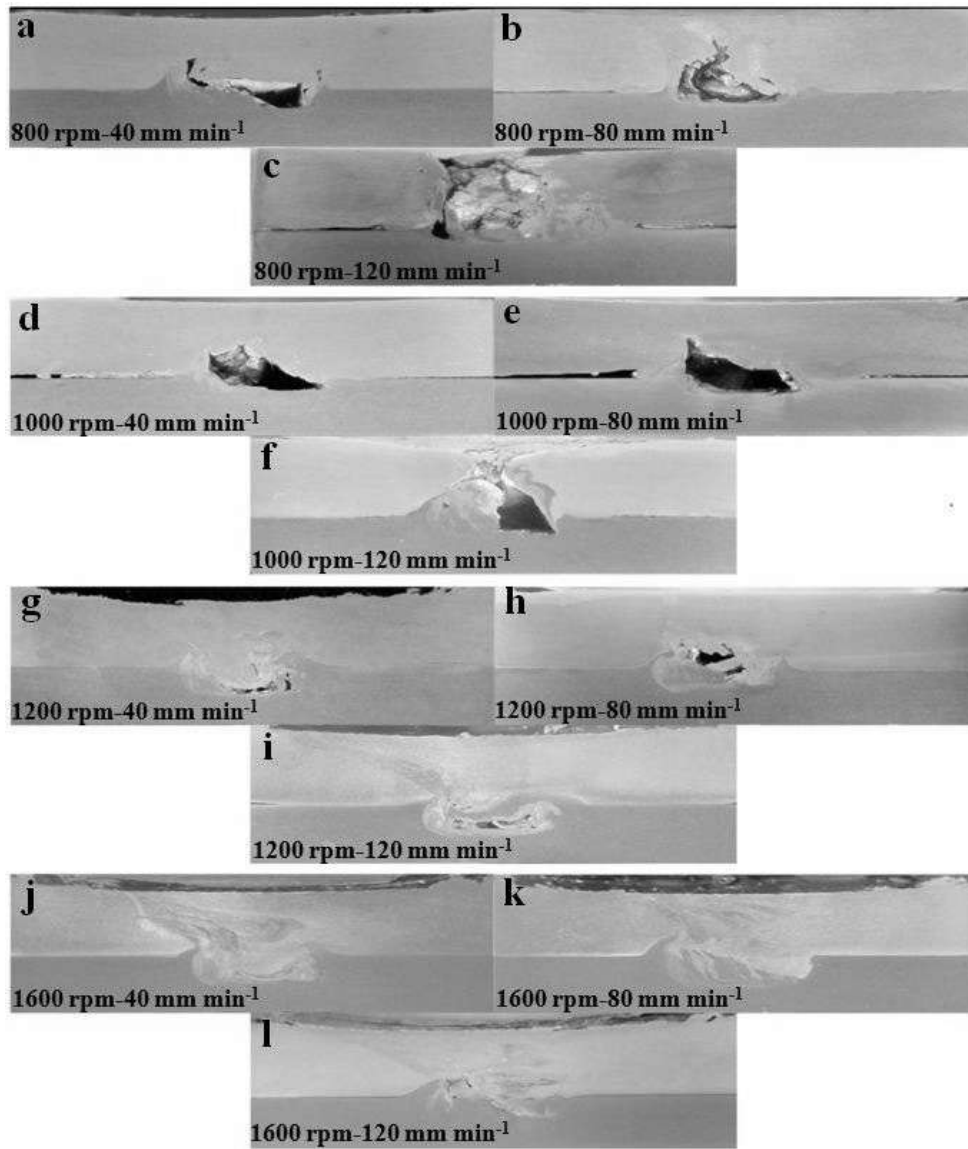 a
800 rpm-40 mm min⁻¹
b
800 rpm-80 mm min⁻¹
c
800 rpm-120 mm min⁻¹
d
1000 rpm-40 mm min⁻¹
e
1000 rpm-80 mm min⁻¹
f
1000 rpm-120 mm min⁻¹
g
1200 rpm-40 mm min⁻¹
h
1200 rpm-80 mm min⁻¹
i
1200 rpm-120 mm min⁻¹
j
1600 rpm-40 mm min⁻¹
k
1600 rpm-80 mm min⁻¹
l
1600 rpm-120 mm min⁻¹